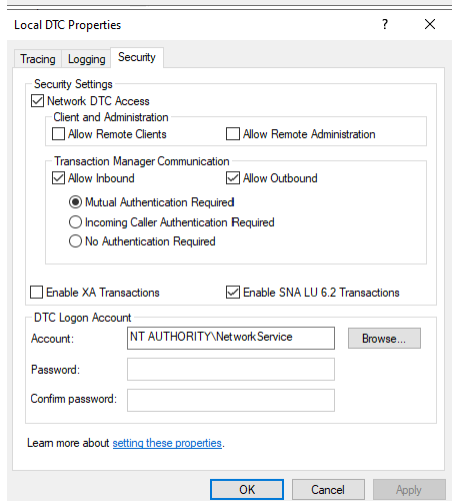 Local DTC Properties
?
Tracing Logging Security
Security Settings
Network DTC Access
Client and Administration
Allow Remote Clients Allow Remote Administration
Transaction Manager Communication
Allow Inbound Allow Outbound
Mutual Authentication Required
Incoming Caller Authentication Required
No Authentication Required
Enable XA Transactions Enable SNA LU 6.2 Transactions
DTC Logon Account
Account: NT AUTHORITY\NetworkService Browse...
Password:
Confirm password:
Learn more about setting these properties.
OK Cancel Apply